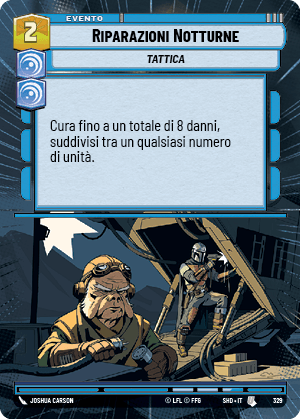 EVENTO
2
RIPARAZIONI NOTTURNE
TATTICA
Cura fino a un totale di 8 danni,
suddivisi tra un qualsiasi numero
di unità.
JOSHUA CARSON
© LFL © FFG
SHD • IT
329